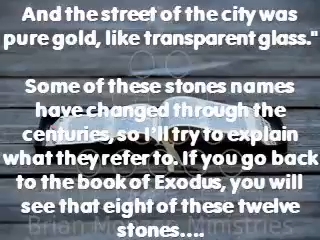 And the street of the city was
pure gold, like transparent glass."
Some of these stones names
have changed through the
centuries, so I'll try to explain
what they refer to. If you go back
to the book of Exodus, you will
see that eight of these twelve
stones....
Brian M Ministries